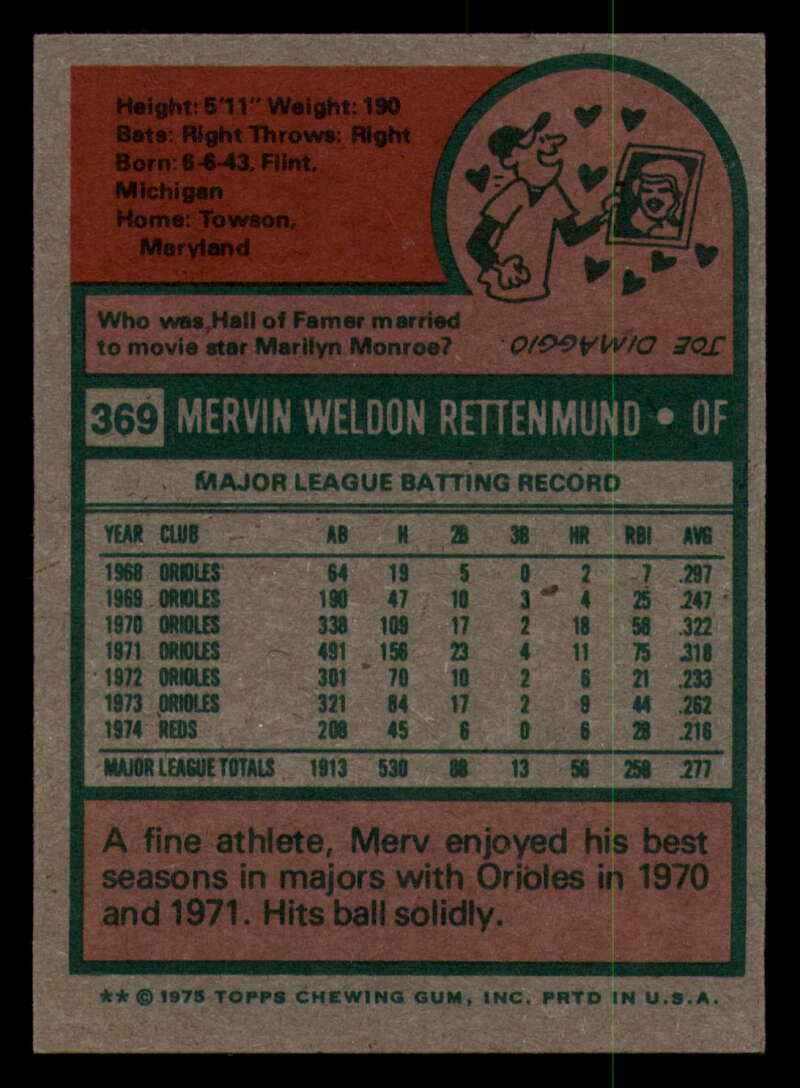 Height: 5'11" Weight: 190
Bats: Right Throws: Right
Born: 6-6-43, Flint,
Michigan
Home: Towson,
Maryland
Who was Hall of Famer married
to movie star Marilyn Monroe?
JOE DIMAGGIO
369 MERVIN WELDON RETTENMUND • OF
MAJOR LEAGUE BATTING RECORD
YEAR CLUB AB H 2B 3B HR RBI AVG
1968 ORIOLES 64 19 5 0 2 7 .297
1969 ORIOLES 190 47 10 3 4 25 .247
1970 ORIOLES 338 109 17 2 18 58 .322
1971 ORIOLES 491 156 23 4 11 75 .318
1972 ORIOLES 301 70 10 2 6 21 .233
1973 ORIOLES 321 84 17 2 9 44 .262
1974 REDS 208 45 6 0 6 28 .216
MAJOR LEAGUE TOTALS 1913 530 88 13 56 258 .277
A fine athlete, Merv enjoyed his best
seasons in majors with Orioles in 1970
and 1971. Hits ball solidly.
** © 1975 TOPPS CHEWING GUM, INC. PRTD IN U.S.A.